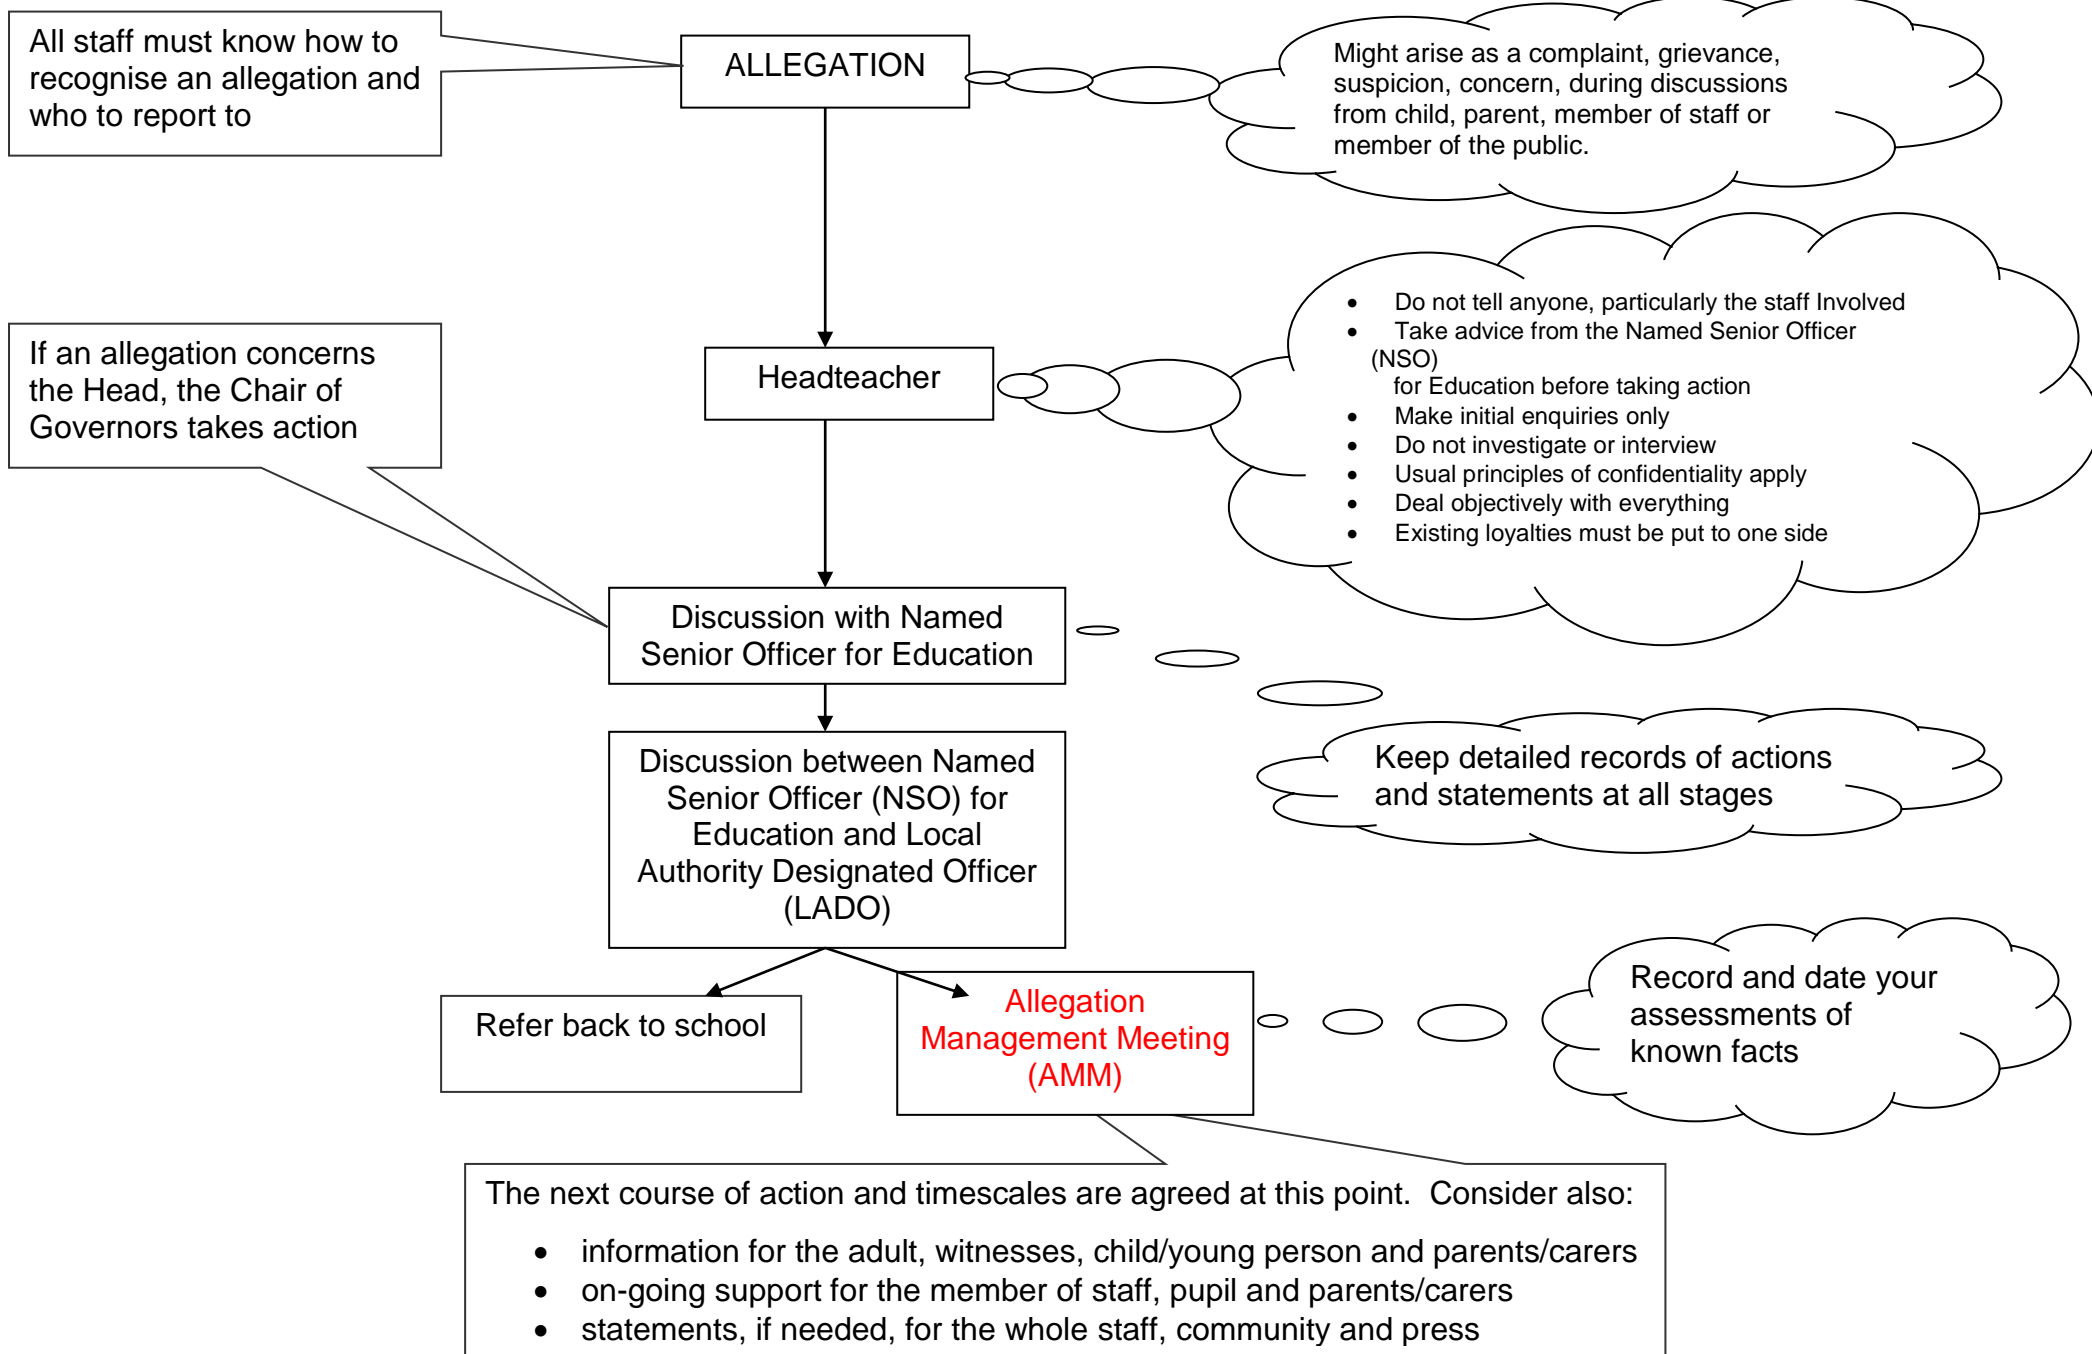 All staff must know how to
recognise an allegation and
who to report to
ALLEGATION
Might arise as a complaint, grievance,
suspicion, concern, during discussions
from child, parent, member of staff or
member of the public.
If an allegation concerns
the Head, the Chair of
Governors takes action
Headteacher
• Do not tell anyone, particularly the staff Involved
• Take advice from the Named Senior Officer
(NSO)
for Education before taking action
• Make initial enquiries only
• Do not investigate or interview
• Usual principles of confidentiality apply
• Deal objectively with everything
• Existing loyalties must be put to one side
Discussion with Named
Senior Officer for Education
Keep detailed records of actions
and statements at all stages
Discussion between Named
Senior Officer (NSO) for
Education and Local
Authority Designated Officer
(LADO)
Refer back to school
Allegation
Management Meeting
(AMM)
Record and date your
assessments of
known facts
The next course of action and timescales are agreed at this point.  Consider also:
• information for the adult, witnesses, child/young person and parents/carers
• on-going support for the member of staff, pupil and parents/carers
• statements, if needed, for the whole staff, community and press